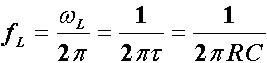 f_L = ω_L / 2π = 1 / 2πτ = 1 / 2πRC